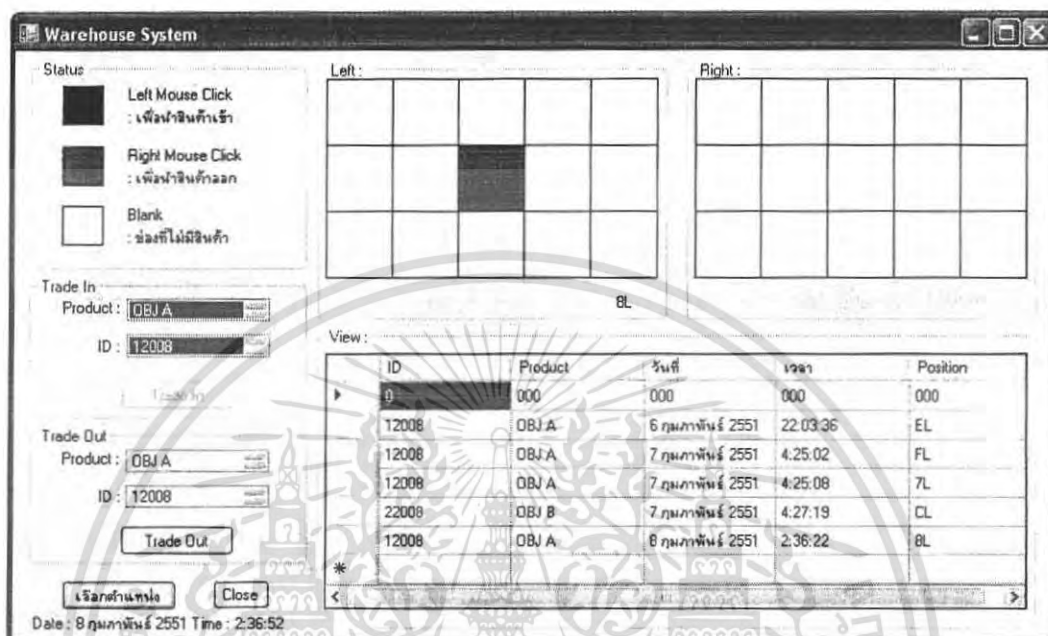 Warehouse System
Status
Left Mouse Click
: เพื่อนำสินค้าเข้า
Right Mouse Click
: เพื่อนำสินค้าออก
Blank
: ช่องที่ไม่มีสินค้า
Trade In
Product : OBJ A
ID : 12008
Trade In
Trade Out
Product : OBJ A
ID : 12008
Trade Out
เลือกตำแหน่ง Close
Date : 8 กุมภาพันธ์ 2551 Time : 2:36:52
Left :
Right :
8L
View :
ID Product วันที่ เวลา Position
0 000 000 000 000
12008 OBJ A 6 กุมภาพันธ์ 2551 22:03:36 EL
12008 OBJ A 7 กุมภาพันธ์ 2551 4:25:02 FL
12008 OBJ A 7 กุมภาพันธ์ 2551 4:25:08 7L
22008 OBJ B 7 กุมภาพันธ์ 2551 4:27:19 CL
12008 OBJ A 8 กุมภาพันธ์ 2551 2:36:22 8L